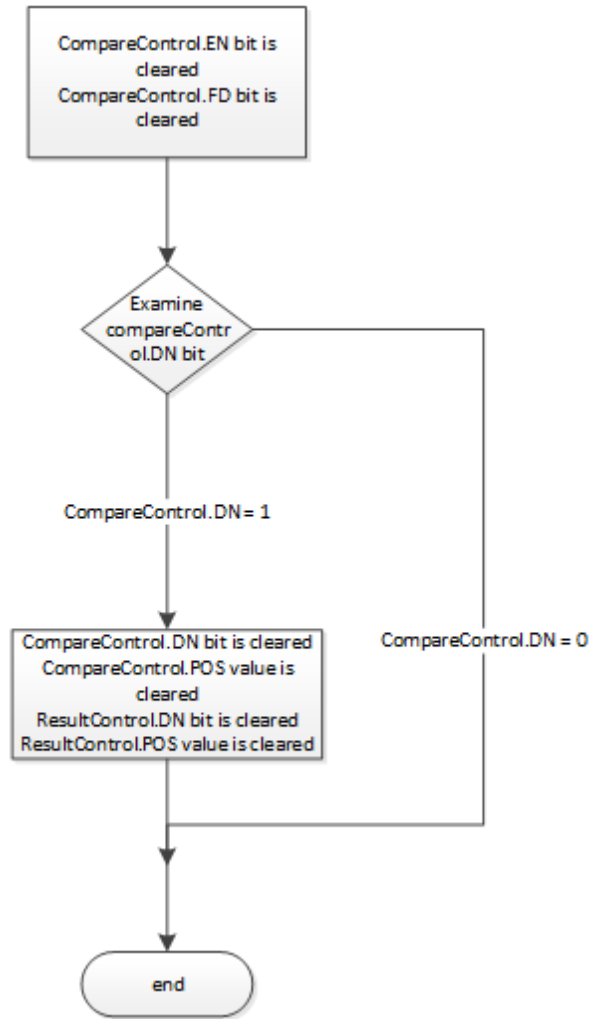 CompareControl.EN bit is
cleared
CompareControl.FD bit is
cleared
Examine
compareContr
ol.DN bit
CompareControl.DN = 1
CompareControl.DN bit is cleared
CompareControl.POS value is
cleared
ResultControl.DN bit is cleared
ResultControl.POS value is cleared
CompareControl.DN = 0
end